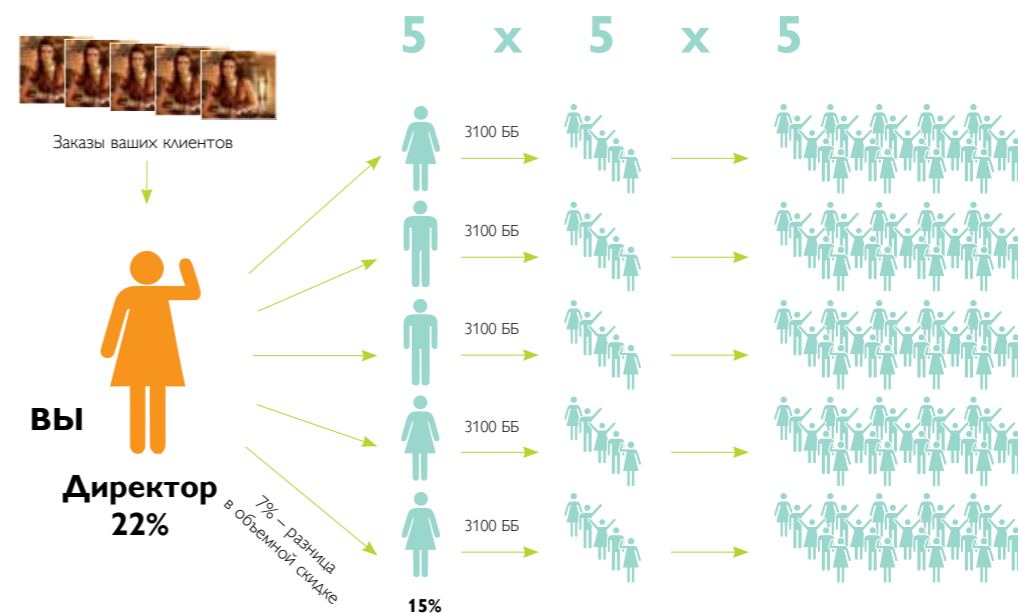 5 x 5 x 5
Заказы ваших клиентов
3100 ББ
3100 ББ
3100 ББ
3100 ББ
3100 ББ
ВЫ
Директор
22%
7% – разница
в объемной скидке
15%